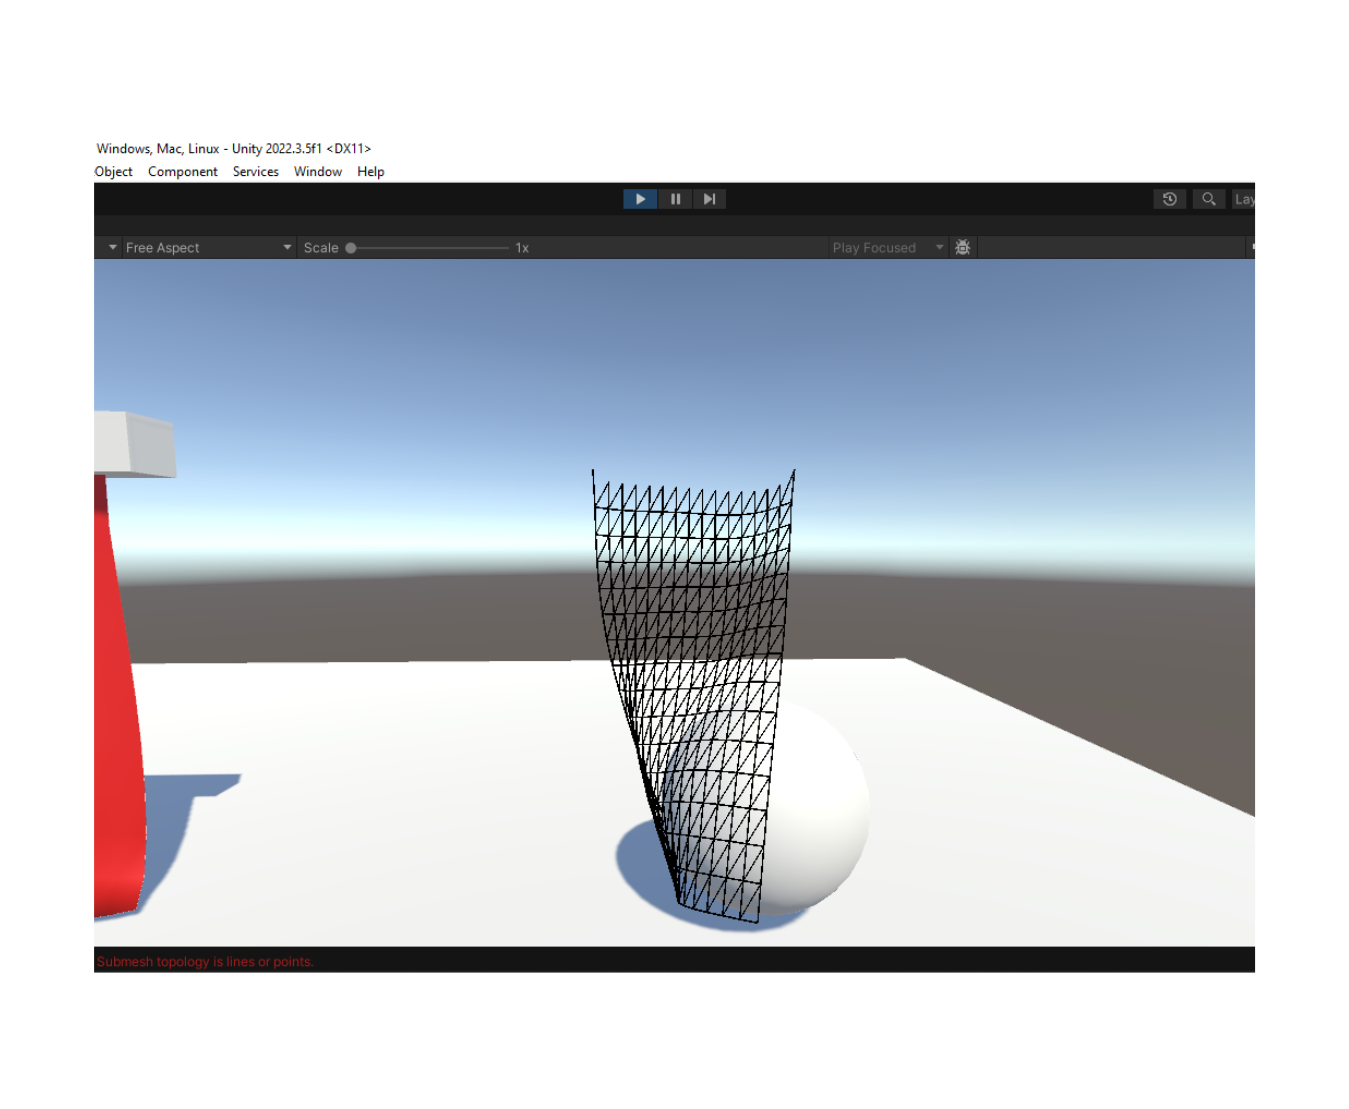 Windows, Mac, Linux - Unity 2022.3.5f1 <DX11>
Object Component Services Window Help
Lay
Free Aspect Scale 1x Play Focused
Submesh topology is lines or points.